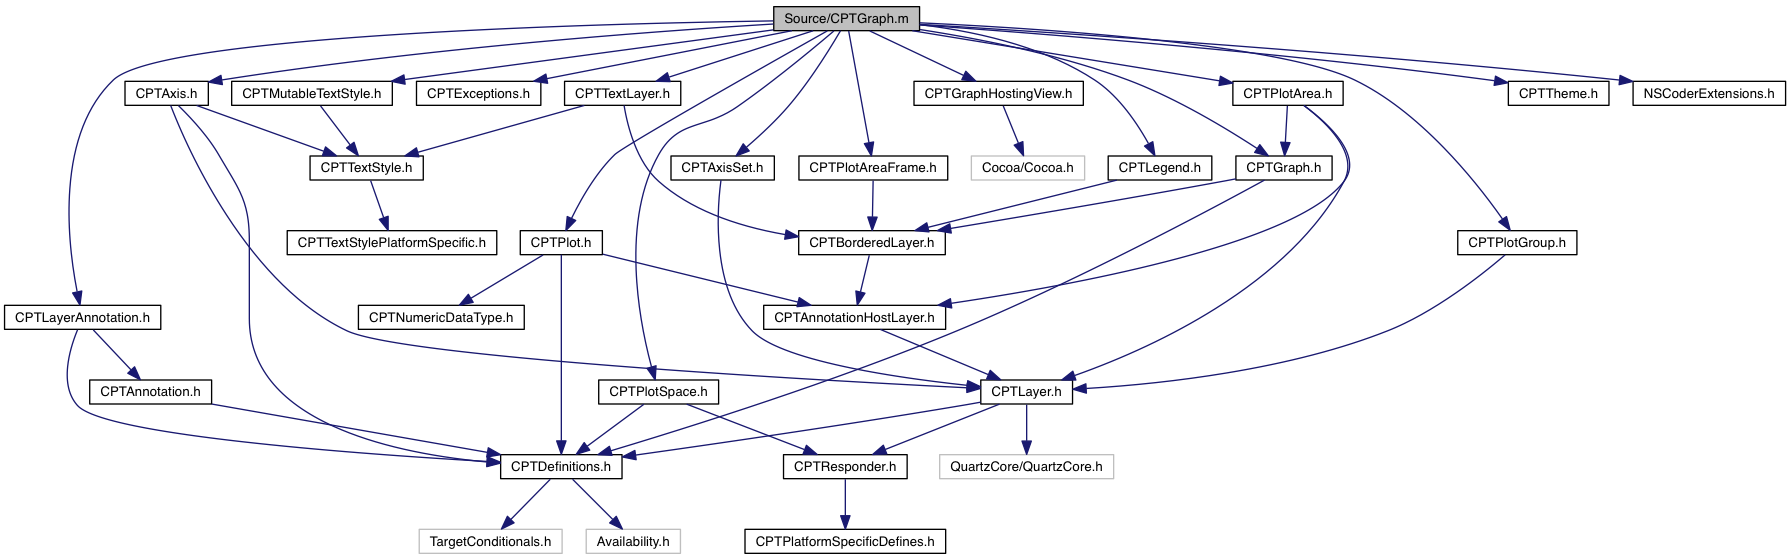 Source/CPTGraph.m
CPTAxis.h
CPTMutableTextStyle.h
CPTExceptions.h
CPTTextLayer.h
CPTGraphHostingView.h
CPTPlotArea.h
CPTTheme.h
NSCoderExtensions.h
CPTTextStyle.h
CPTAxisSet.h
CPTPlotAreaFrame.h
Cocoa/Cocoa.h
CPTLegend.h
CPTGraph.h
CPTTextStylePlatformSpecific.h
CPTPlot.h
CPTBorderedLayer.h
CPTPlotGroup.h
CPTLayerAnnotation.h
CPTNumericDataType.h
CPTAnnotationHostLayer.h
CPTAnnotation.h
CPTPlotSpace.h
CPTLayer.h
CPTDefinitions.h
CPTResponder.h
QuartzCore/QuartzCore.h
TargetConditionals.h
Availability.h
CPTPlatformSpecificDefines.h